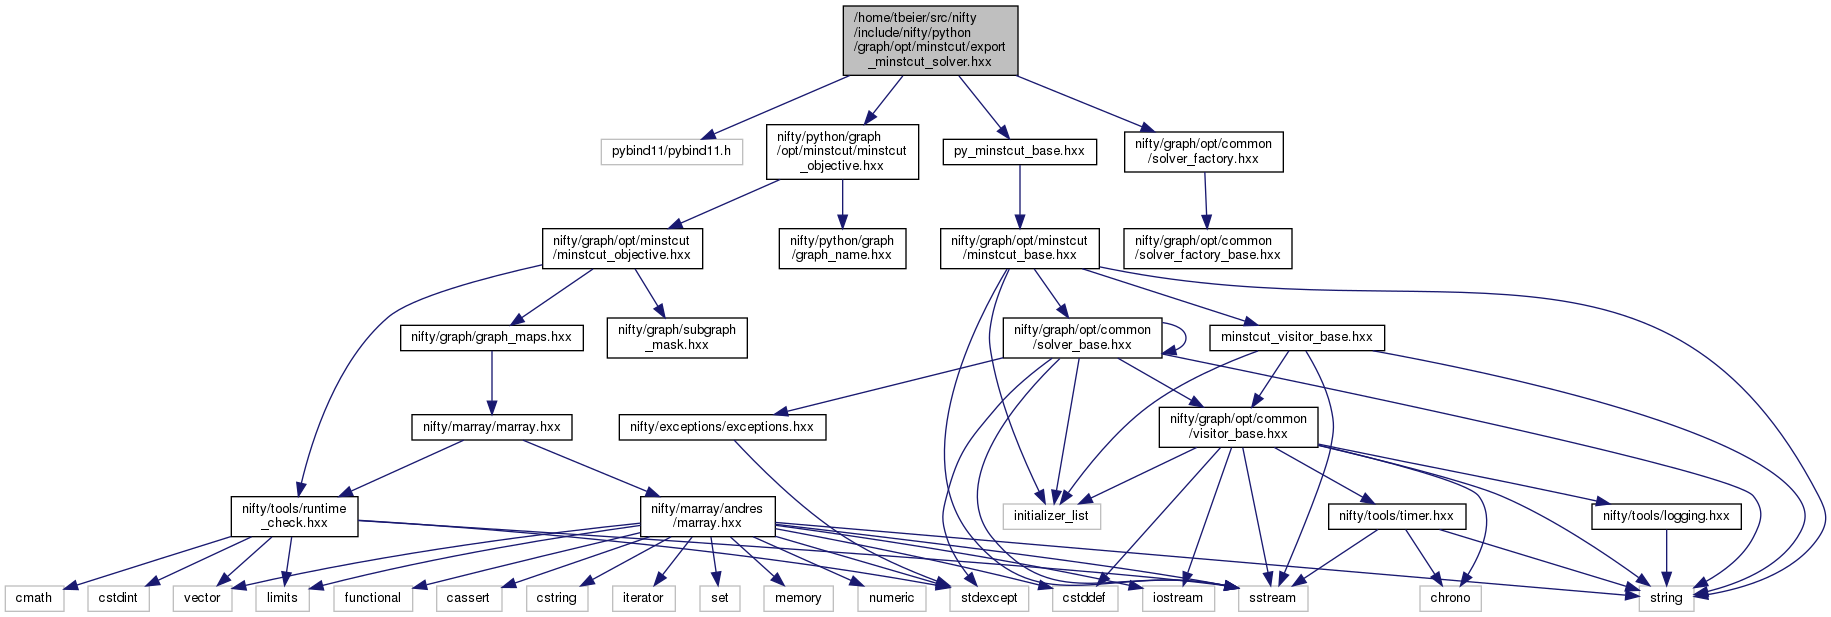 /home/tbeier/src/nifty
/include/nifty/python
/graph/opt/minstcut/export
_minstcut_solver.hxx
pybind11/pybind11.h
nifty/python/graph
/opt/minstcut/minstcut
_objective.hxx
py_minstcut_base.hxx
nifty/graph/opt/common
/solver_factory.hxx
nifty/graph/opt/minstcut
/minstcut_objective.hxx
nifty/python/graph
/graph_name.hxx
nifty/graph/opt/minstcut
/minstcut_base.hxx
nifty/graph/opt/common
/solver_factory_base.hxx
nifty/graph/graph_maps.hxx
nifty/graph/subgraph
_mask.hxx
nifty/graph/opt/common
/solver_base.hxx
minstcut_visitor_base.hxx
nifty/marray/marray.hxx
nifty/exceptions/exceptions.hxx
nifty/graph/opt/common
/visitor_base.hxx
nifty/tools/runtime
_check.hxx
nifty/marray/andres
/marray.hxx
initializer_list
nifty/tools/timer.hxx
nifty/tools/logging.hxx
cmath
cstdint
vector
limits
functional
cassert
cstring
iterator
set
memory
numeric
stdexcept
cstddef
iostream
sstream
chrono
string